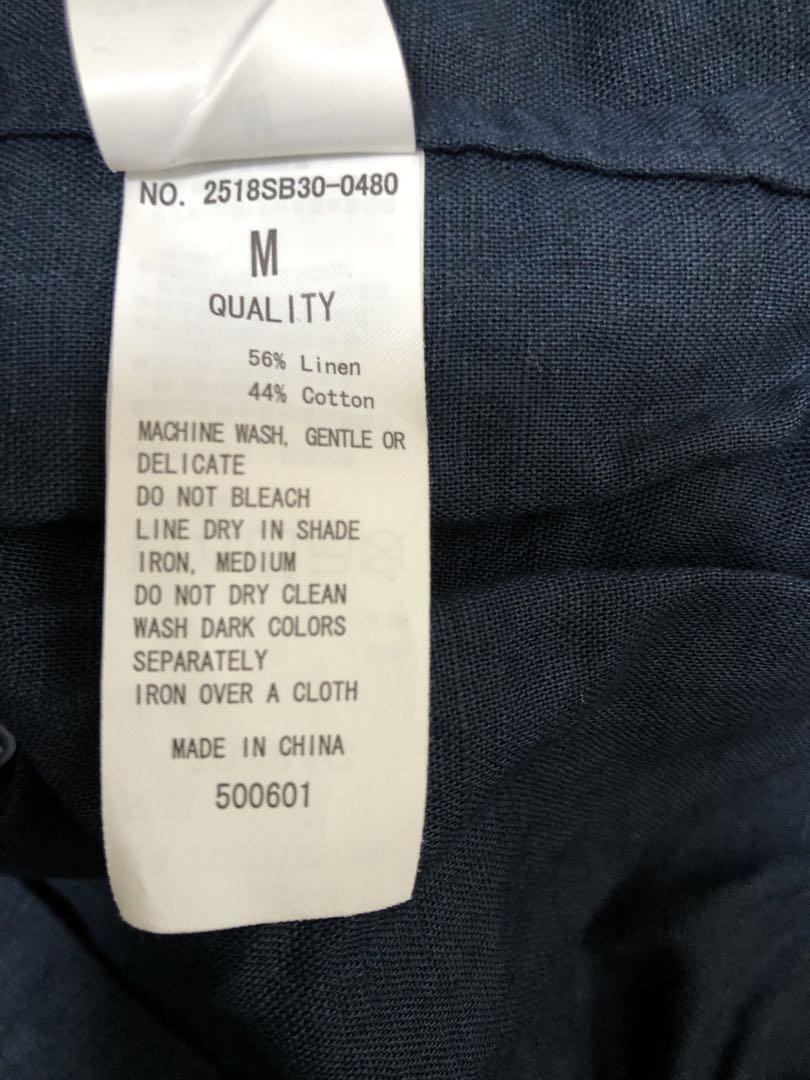 NO. 2518SB30-0480
M
QUALITY
56% Linen
44% Cotton
MACHINE WASH, GENTLE OR
DELICATE
DO NOT BLEACH
LINE DRY IN SHADE
IRON, MEDIUM
DO NOT DRY CLEAN
WASH DARK COLORS
SEPARATELY
IRON OVER A CLOTH
MADE IN CHINA
500601